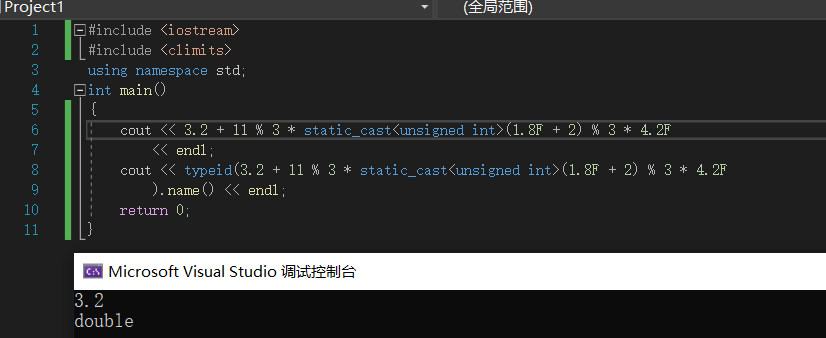 Project1 (全局范围)
1 #include <iostream>
2 #include <climits>
3 using namespace std;
4 int main()
5 {
6 cout << 3.2 + 11 % 3 * static_cast<unsigned int>(1.8F + 2) % 3 * 4.2F
7 << endl;
8 cout << typeid(3.2 + 11 % 3 * static_cast<unsigned int>(1.8F + 2) % 3 * 4.2F
9 ).name() << endl;
10 return 0;
11 }
Microsoft Visual Studio 调试控制台
3.2
double